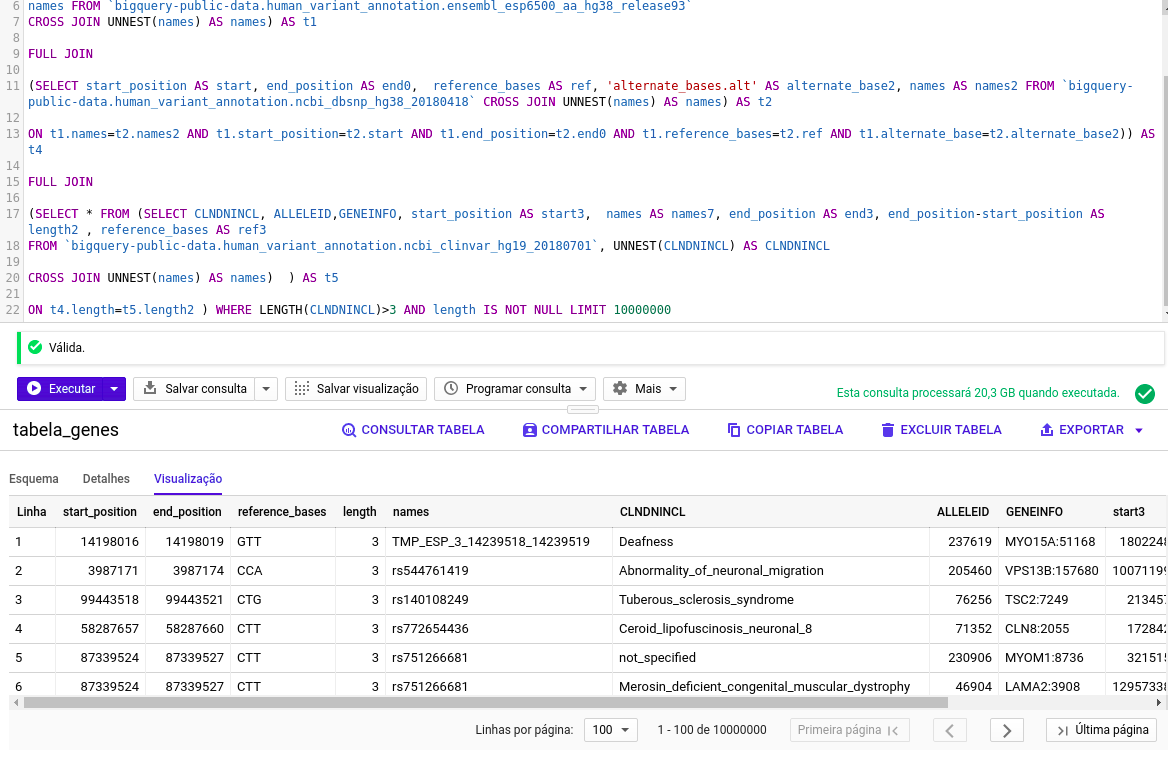 6 names FROM `bigquery-public-data.human_variant_annotation.ensembl_esp6500_aa_hg38_release93`
7 CROSS JOIN UNNEST(names) AS names) AS t1
8
9 FULL JOIN
10
11 (SELECT start_position AS start, end_position AS end0,  reference_bases AS ref, 'alternate_bases.alt' AS alternate_base2, names AS names2 FROM `bigquery-
public-data.human_variant_annotation.ncbi_dbsnp_hg38_20180418` CROSS JOIN UNNEST(names) AS names) AS t2
12
13 ON t1.names=t2.names2 AND t1.start_position=t2.start AND t1.end_position=t2.end0 AND t1.reference_bases=t2.ref AND t1.alternate_base=t2.alternate_base2)) AS
t4
14
15 FULL JOIN
16
17 (SELECT * FROM (SELECT CLNDNINCL, ALLELEID,GENEINFO, start_position AS start3,  names AS names7, end_position AS end3, end_position-start_position AS
length2 , reference_bases AS ref3
18 FROM `bigquery-public-data.human_variant_annotation.ncbi_clinvar_hg19_20180701`, UNNEST(CLNDNINCL) AS CLNDNINCL
19
20 CROSS JOIN UNNEST(names) AS names)  ) AS t5
21
22 ON t4.length=t5.length2 ) WHERE LENGTH(CLNDNINCL)>3 AND length IS NOT NULL LIMIT 10000000
Válida.
Executar Salvar consulta Salvar visualização Programar consulta Mais Esta consulta processará 20,3 GB quando executada.
tabela_genes CONSULTAR TABELA COMPARTILHAR TABELA COPIAR TABELA EXCLUIR TABELA EXPORTAR
Esquema Detalhes Visualização
Linha start_position end_position reference_bases length names CLNDNINCL ALLELEID GENEINFO start3
1 14198016 14198019 GTT 3 TMP_ESP_3_14239518_14239519 Deafness 237619 MYO15A:51168 1802248
2 3987171 3987174 CCA 3 rs544761419 Abnormality_of_neuronal_migration 205460 VPS13B:157680 10071199
3 99443518 99443521 CTG 3 rs140108249 Tuberous_sclerosis_syndrome 76256 TSC2:7249 213457
4 58287657 58287660 CTT 3 rs772654436 Ceroid_lipofuscinosis_neuronal_8 71352 CLN8:2055 172842
5 87339524 87339527 CTT 3 rs751266681 not_specified 230906 MYOM1:8736 321515
6 87339524 87339527 CTT 3 rs751266681 Merosin_deficient_congenital_muscular_dystrophy 46904 LAMA2:3908 12957338
Linhas por página: 100 1 - 100 de 10000000 Primeira página Última página